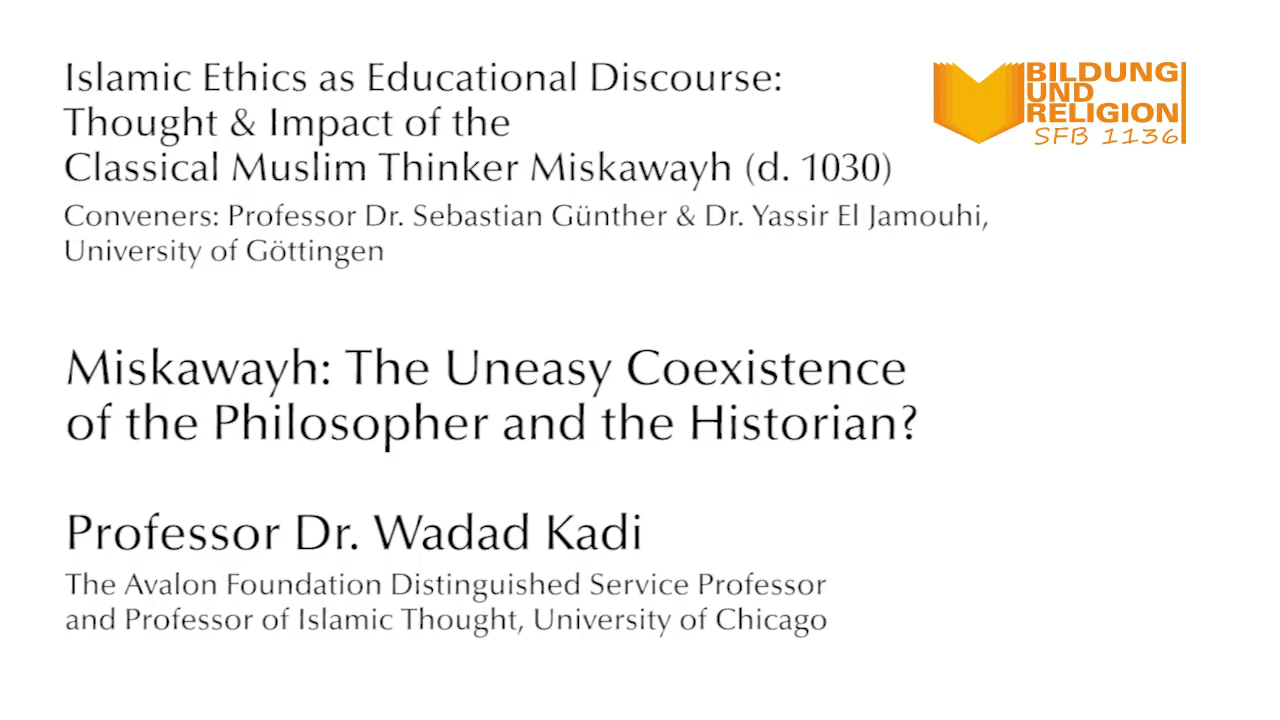 Islamic Ethics as Educational Discourse:
Thought & Impact of the
Classical Muslim Thinker Miskawayh (d. 1030)
Conveners: Professor Dr. Sebastian Günther & Dr. Yassir El Jamouhi,
University of Göttingen
BILDUNG
UND
RELIGION
SFB 1136
Miskawayh: The Uneasy Coexistence
of the Philosopher and the Historian?
Professor Dr. Wadad Kadi
The Avalon Foundation Distinguished Service Professor
and Professor of Islamic Thought, University of Chicago